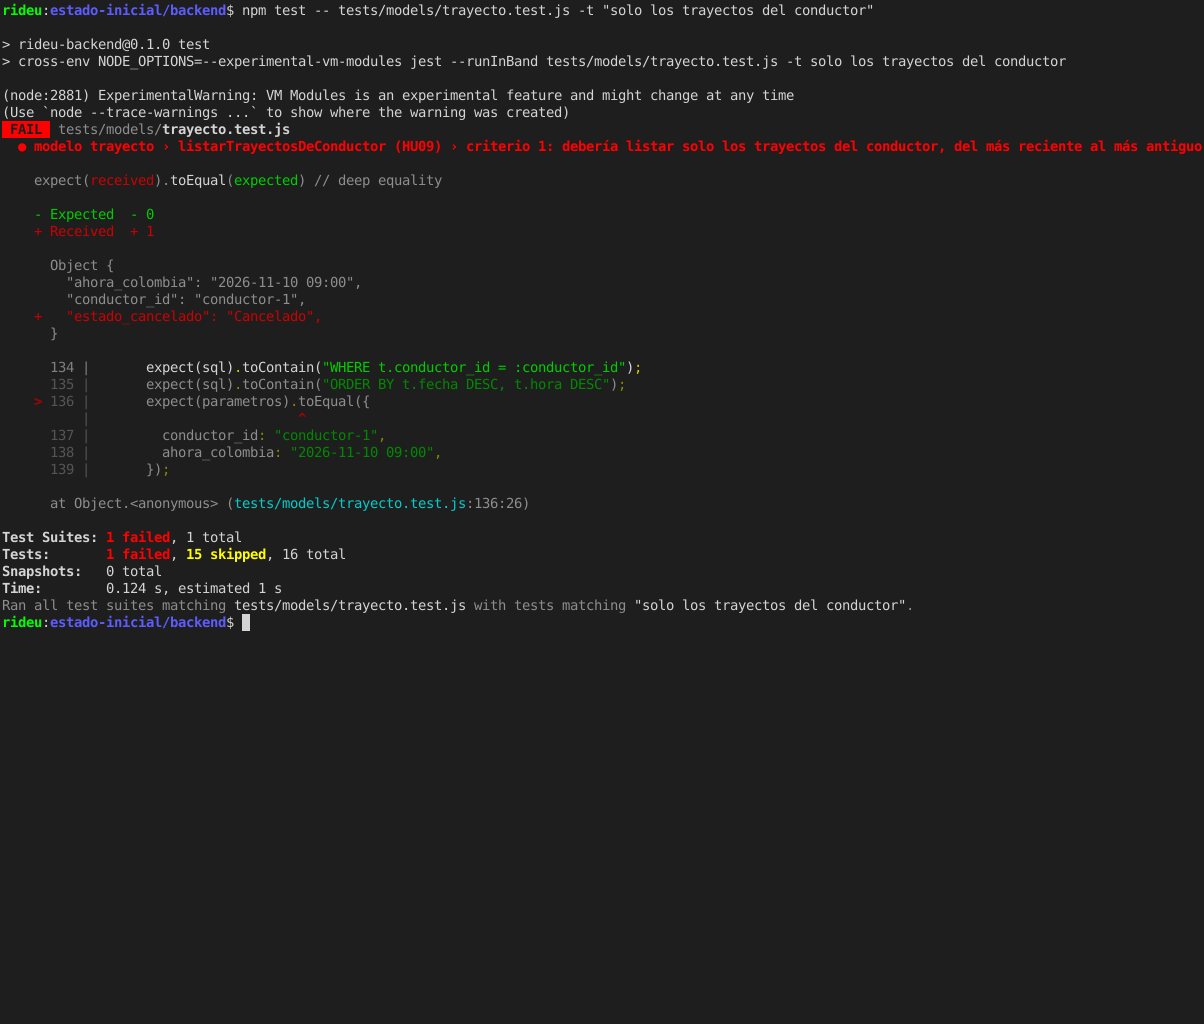 rideu:estado-inicial/backend$ npm test -- tests/models/trayecto.test.js -t "solo los trayectos del conductor"
> rideu-backend@0.1.0 test
> cross-env NODE_OPTIONS=--experimental-vm-modules jest --runInBand tests/models/trayecto.test.js -t solo los trayectos del conductor
(node:2881) ExperimentalWarning: VM Modules is an experimental feature and might change at any time
(Use `node --trace-warnings ...` to show where the warning was created)
FAIL tests/models/trayecto.test.js
● modelo trayecto › listarTrayectosDeConductor (HU09) › criterio 1: debería listar solo los trayectos del conductor, del más reciente al más antiguo
expect(received).toEqual(expected) // deep equality
- Expected  - 0
+ Received  + 1
Object {
"ahora_colombia": "2026-11-10 09:00",
"conductor_id": "conductor-1",
+   "estado_cancelado": "Cancelado",
}
134 |       expect(sql).toContain("WHERE t.conductor_id = :conductor_id");
135 |       expect(sql).toContain("ORDER BY t.fecha DESC, t.hora DESC");
> 136 |       expect(parametros).toEqual({
|                          ^
137 |         conductor_id: "conductor-1",
138 |         ahora_colombia: "2026-11-10 09:00",
139 |       });
at Object.<anonymous> (tests/models/trayecto.test.js:136:26)
Test Suites: 1 failed, 1 total
Tests:       1 failed, 15 skipped, 16 total
Snapshots:   0 total
Time:        0.124 s, estimated 1 s
Ran all test suites matching tests/models/trayecto.test.js with tests matching "solo los trayectos del conductor".
rideu:estado-inicial/backend$